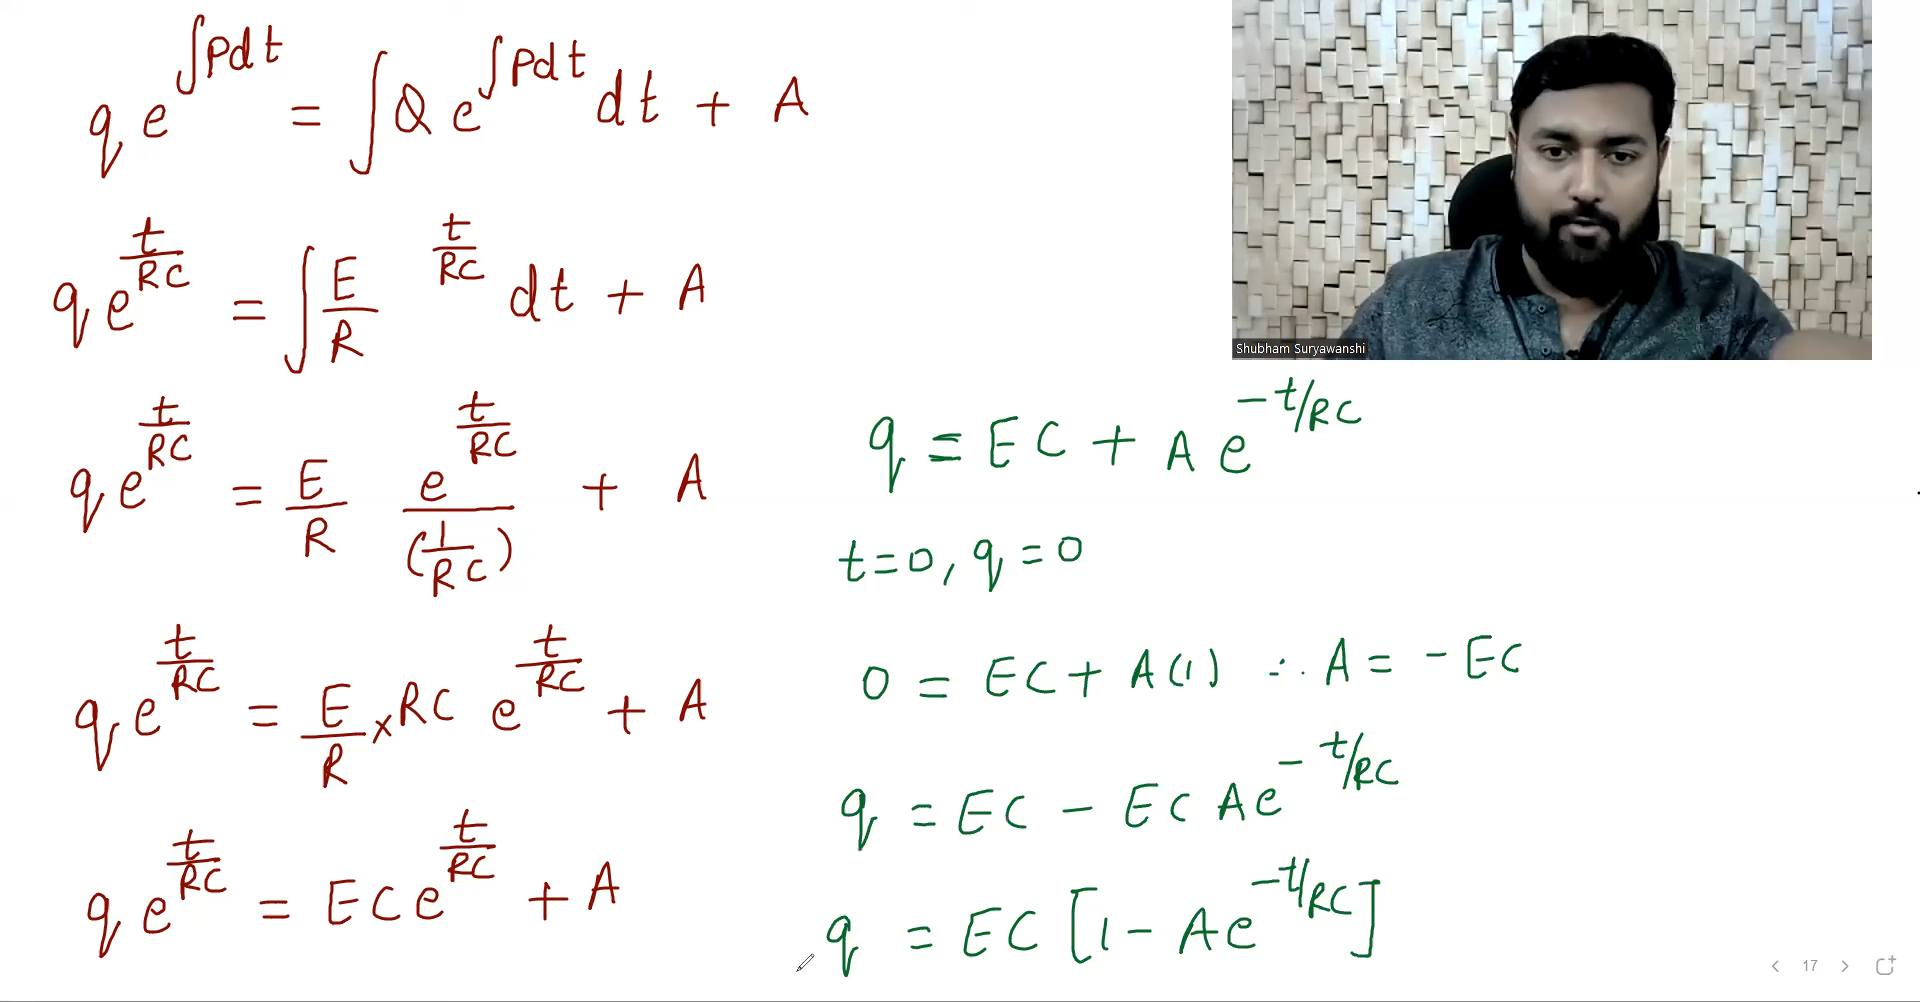 q e^{∫Pdt} = ∫ Q e^{∫Pdt} dt + A
q e^{t/RC} = ∫ E/R ^{t/RC} dt + A
q e^{t/RC} = E/R e^{t/RC}/(1/RC) + A
q e^{t/RC} = E/R × RC e^{t/RC} + A
q e^{t/RC} = EC e^{t/RC} + A
Shubham Suryawanshi
q = EC + A e^{-t/RC}
t=0, q=0
0 = EC + A(1) ∴ A = -EC
q = EC - EC A e^{-t/RC}
q = EC [1 - A e^{-t/RC}]
< 17 >